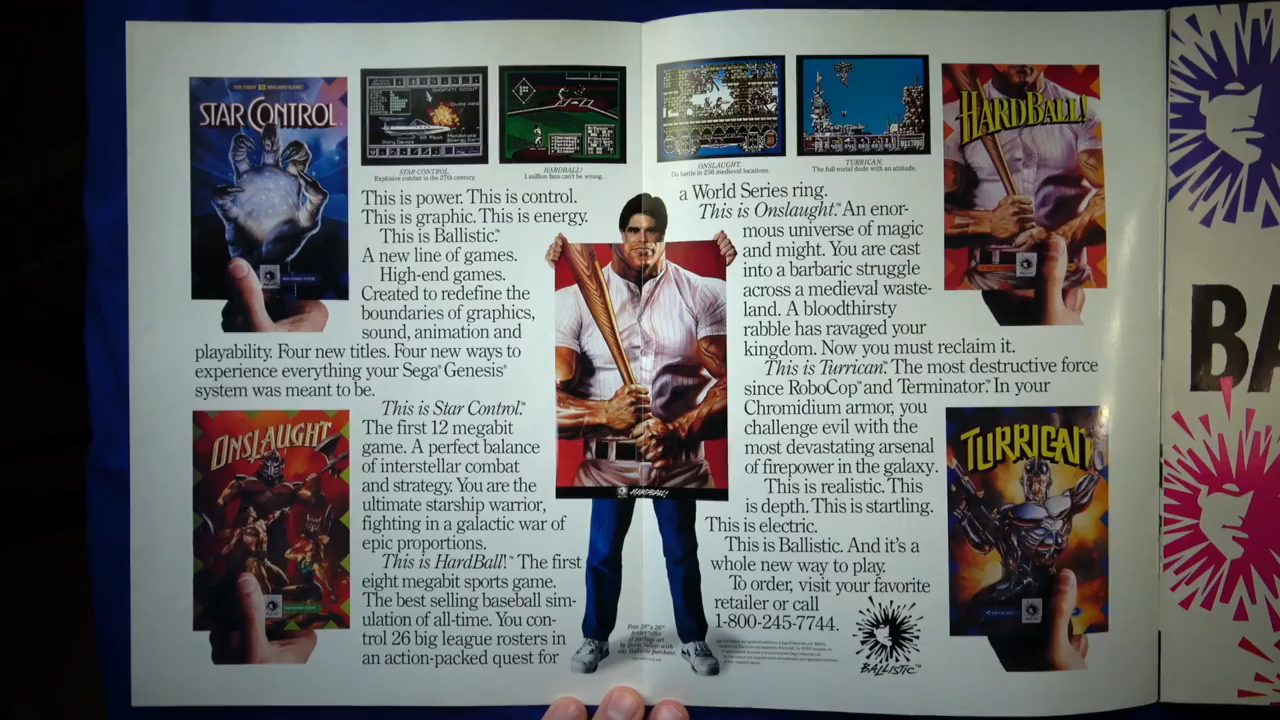 STAR CONTROL
STAR CONTROL.
Explosive combat in the 27th century.
HARDBALL!
1 million fans can't be wrong.
ONSLAUGHT.
Do battle in 256 medieval locations.
TURRICAN.
The full-metal dude with an attitude.
HARDBALL!
This is power. This is control.
This is graphic. This is energy.
This is Ballistic.™
A new line of games.
High-end games.
Created to redefine the
boundaries of graphics,
sound, animation and
playability. Four new titles. Four new ways to
experience everything your Sega® Genesis®
system was meant to be.
This is Star Control.™
The first 12 megabit
game. A perfect balance
of interstellar combat
and strategy. You are the
ultimate starship warrior,
fighting in a galactic war of
epic proportions.
This is HardBall!™ The first
eight megabit sports game.
The best selling baseball sim-
ulation of all-time. You con-
trol 26 big league rosters in
an action-packed quest for
ONSLAUGHT
HARDBALL!
a World Series ring.
This is Onslaught.™ An enor-
mous universe of magic
and might. You are cast
into a barbaric struggle
across a medieval waste-
land. A bloodthirsty
rabble has ravaged your
kingdom. Now you must reclaim it.
This is Turrican.™ The most destructive force
since RoboCop™ and Terminator.™ In your
Chromidium armor, you
challenge evil with the
most devastating arsenal
of firepower in the galaxy.
This is realistic. This
is depth. This is startling.
This is electric.
This is Ballistic. And it's a
whole new way to play.
To order, visit your favorite
retailer or call
1-800-245-7744.
TURRICAN
BALLISTIC™
BA